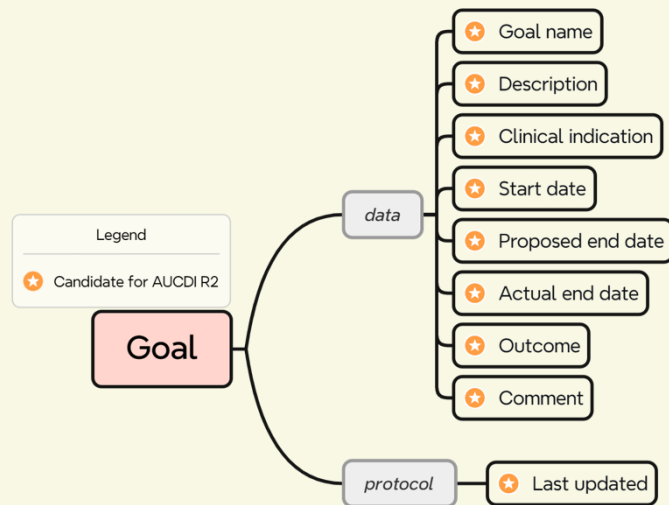 Goal name
Description
Clinical indication
Start date
data
Proposed end date
Actual end date
Outcome
Comment
Legend
Candidate for AUCDI R2
Goal
protocol
Last updated